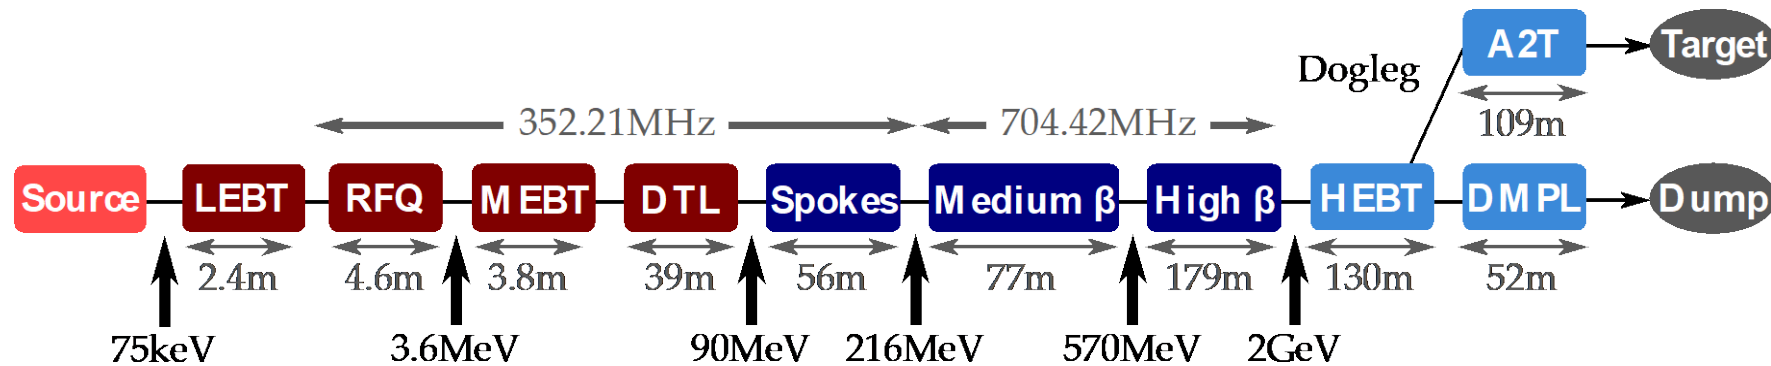 A2T
Target
Dogleg
109m
352.21MHz
704.42MHz
Source
LEBT
RFQ
MEBT
DTL
Spokes
Medium β
High β
HEBT
DMPL
Dump
2.4m
4.6m
3.8m
39m
56m
77m
179m
130m
52m
75keV
3.6MeV
90MeV
216MeV
570MeV
2GeV